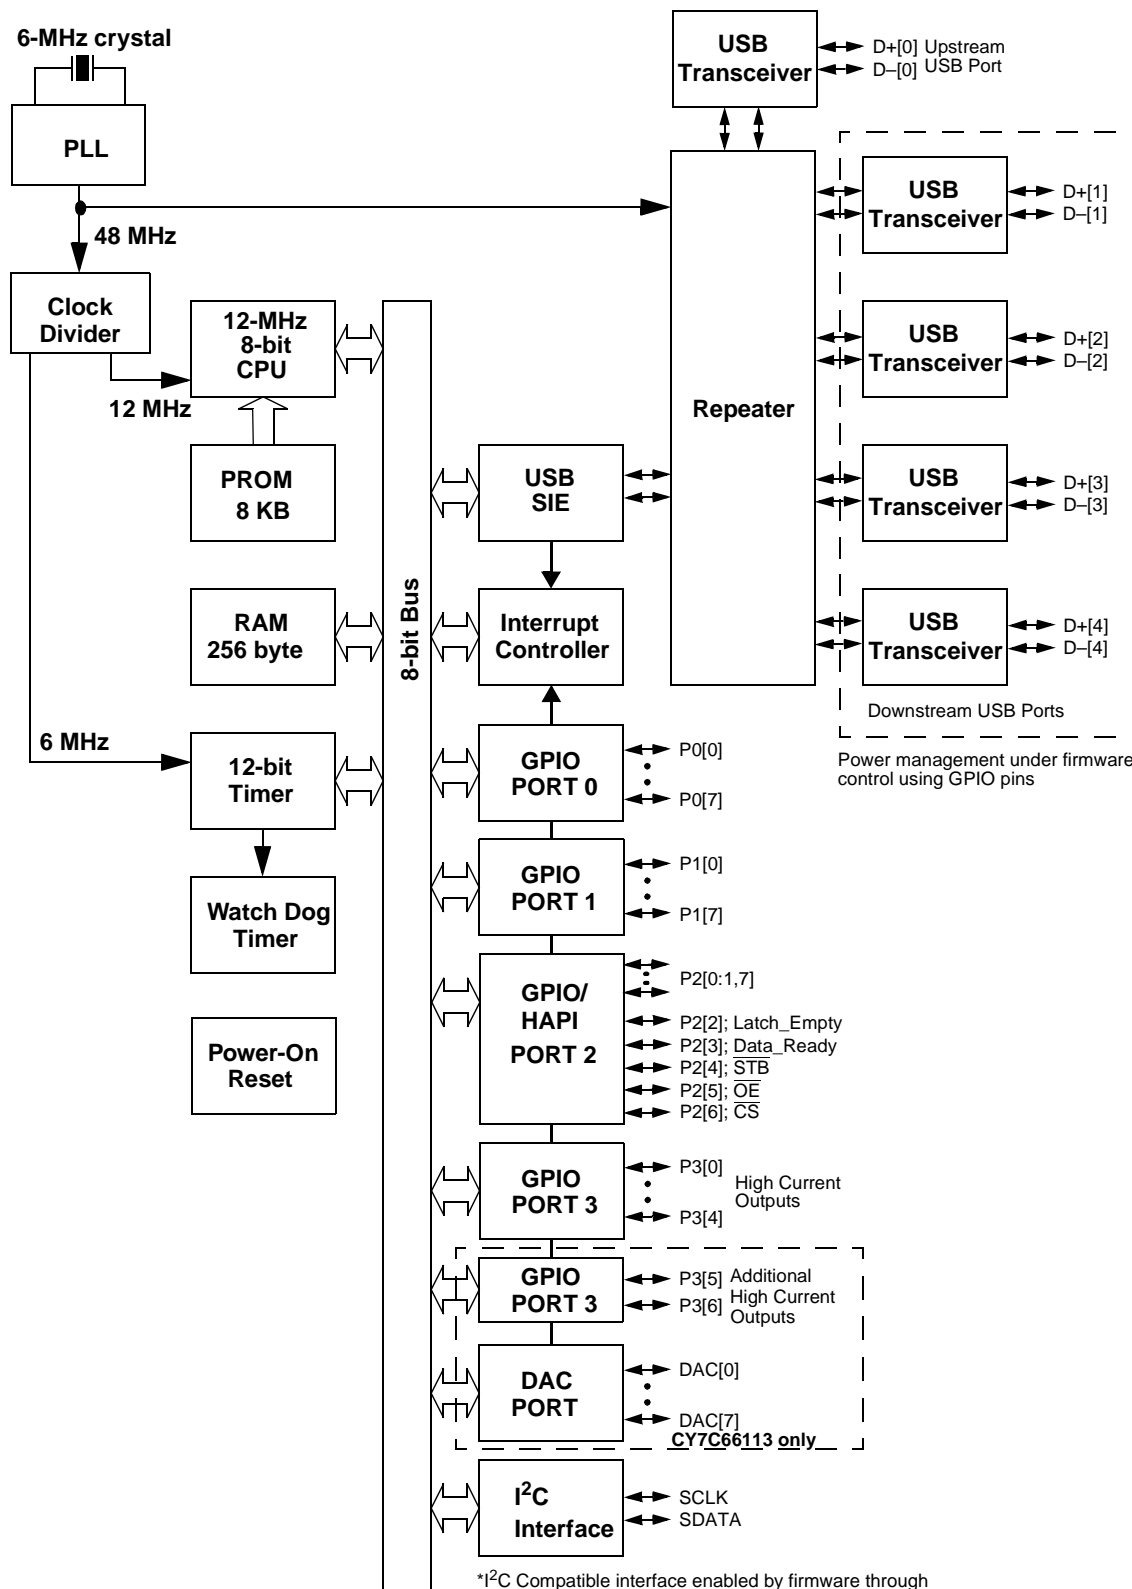 6-MHz crystal
PLL
48 MHz
Clock
Divider
12-MHz
8-bit
CPU
12 MHz
PROM
8 KB
RAM
256 byte
6 MHz
12-bit
Timer
Watch Dog
Timer
Power-On
Reset
8-bit Bus
USB
Transceiver
D+[0] Upstream
D–[0] USB Port
Repeater
USB
Transceiver
D+[1]
D–[1]
USB
Transceiver
D+[2]
D–[2]
USB
Transceiver
D+[3]
D–[3]
USB
Transceiver
D+[4]
D–[4]
Downstream USB Ports
Power management under firmware
control using GPIO pins
USB
SIE
Interrupt
Controller
GPIO
PORT 0
P0[0]
P0[7]
GPIO
PORT 1
P1[0]
P1[7]
GPIO/
HAPI
PORT 2
P2[0:1,7]
P2[2]; Latch_Empty
P2[3]; Data_Ready
P2[4]; STB
P2[5]; OE
P2[6]; CS
GPIO
PORT 3
P3[0]
P3[4]
High Current
Outputs
GPIO
PORT 3
P3[5] Additional
P3[6] High Current
Outputs
DAC
PORT
DAC[0]
DAC[7]
CY7C66113 only
I²C
Interface
SCLK
SDATA
*I²C Compatible interface enabled by firmware through